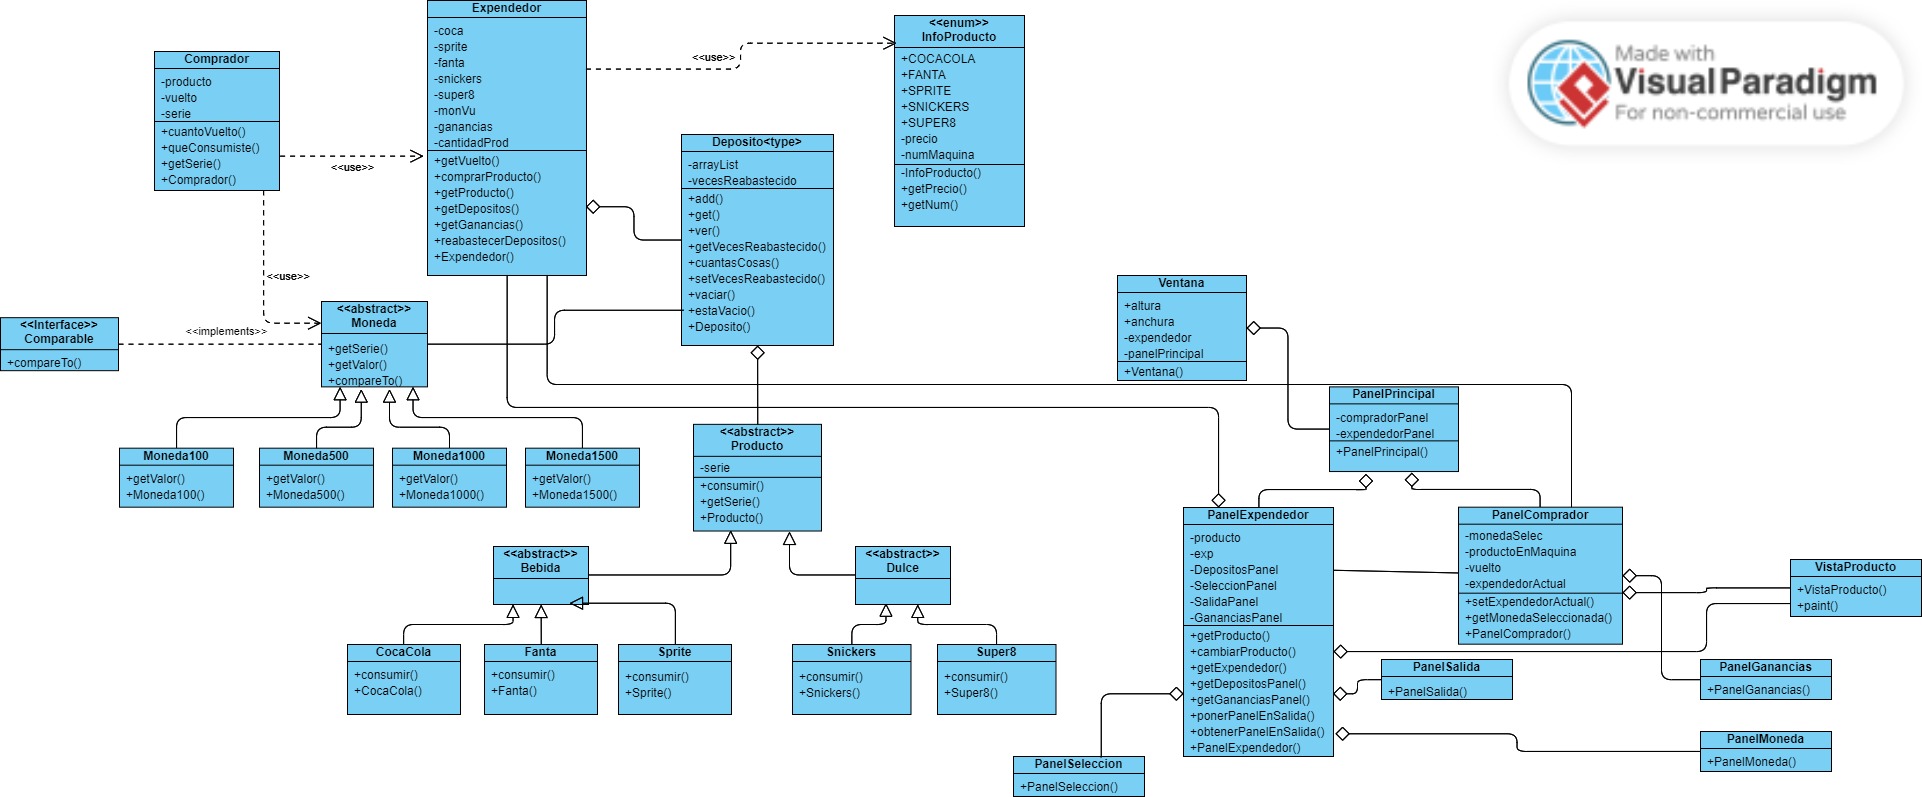 Expendedor
-coca
-sprite
-fanta
-snickers
-super8
-monVu
-ganancias
-cantidadProd
+getVuelto()
+comprarProducto()
+getProducto()
+getDepositos()
+getGanancias()
+reabastecerDepositos()
+Expendedor()
<<enum>>
InfoProducto
+COCACOLA
+FANTA
+SPRITE
+SNICKERS
+SUPER8
-precio
-numMaquina
-InfoProducto()
+getPrecio()
+getNum()
Made with
Visual Paradigm
For non-commercial use
Comprador
-producto
-vuelto
-serie
+cuantoVuelto()
+queConsumiste()
+getSerie()
+Comprador()
<<use>>
<<use>>
<<use>>
Deposito<type>
-arrayList
-vecesReabastecido
+add()
+get()
+ver()
+getVecesReabastecido()
+cuantasCosas()
+setVecesReabastecido()
+vaciar()
+estaVacio()
+Deposito()
<<Interface>>
Comparable
+compareTo()
<<implements>>
<<abstract>>
Moneda
+getSerie()
+getValor()
+compareTo()
Moneda100
+getValor()
+Moneda100()
Moneda500
+getValor()
+Moneda500()
Moneda1000
+getValor()
+Moneda1000()
Moneda1500
+getValor()
+Moneda1500()
<<abstract>>
Producto
-serie
+consumir()
+getSerie()
+Producto()
<<abstract>>
Bebida
<<abstract>>
Dulce
CocaCola
+consumir()
+CocaCola()
Fanta
+consumir()
+Fanta()
Sprite
+consumir()
+Sprite()
Snickers
+consumir()
+Snickers()
Super8
+consumir()
+Super8()
Ventana
+altura
+anchura
-expendedor
-panelPrincipal
+Ventana()
PanelPrincipal
-compradorPanel
-expendedorPanel
+PanelPrincipal()
PanelExpendedor
-producto
-exp
-DepositosPanel
-SeleccionPanel
-SalidaPanel
-GananciasPanel
+getProducto()
+cambiarProducto()
+getExpendedor()
+getDepositosPanel()
+getGananciasPanel()
+ponerPanelEnSalida()
+obtenerPanelEnSalida()
+PanelExpendedor()
PanelComprador
-monedaSelec
-productoEnMaquina
-vuelto
-expendedorActual
+setExpendedorActual()
+getMonedaSeleccionada()
+PanelComprador()
VistaProducto
+VistaProducto()
+paint()
PanelSalida
+PanelSalida()
PanelGanancias
+PanelGanancias()
PanelMoneda
+PanelMoneda()
PanelSeleccion
+PanelSeleccion()